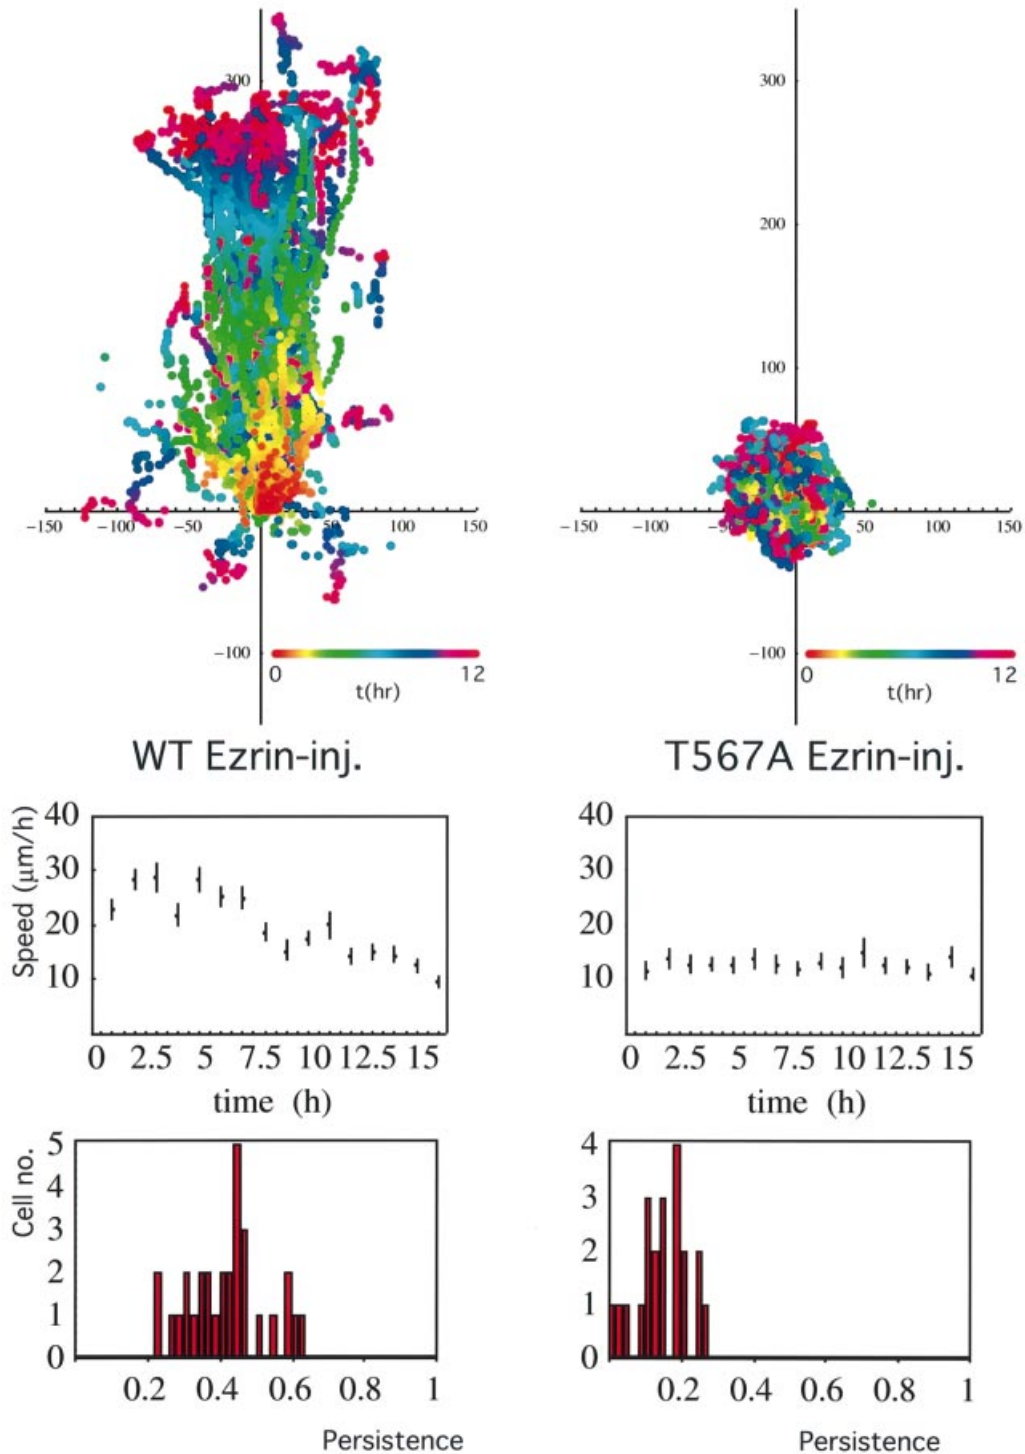 300
300
200
100
-150 -100 -50 50 100 150
-150 -100 50 100 150
-100
-100
0 12
t(hr)
0 12
t(hr)
WT Ezrin-inj.
T567A Ezrin-inj.
Speed (μm/h)
40
30
20
10
0 2.5 5 7.5 10 12.5 15
time (h)
40
30
20
10
0 2.5 5 7.5 10 12.5 15
time (h)
Cell no.
5
4
3
2
1
0
0.2 0.4 0.6 0.8 1
Persistence
4
3
2
1
0
0.2 0.4 0.6 0.8 1
Persistence